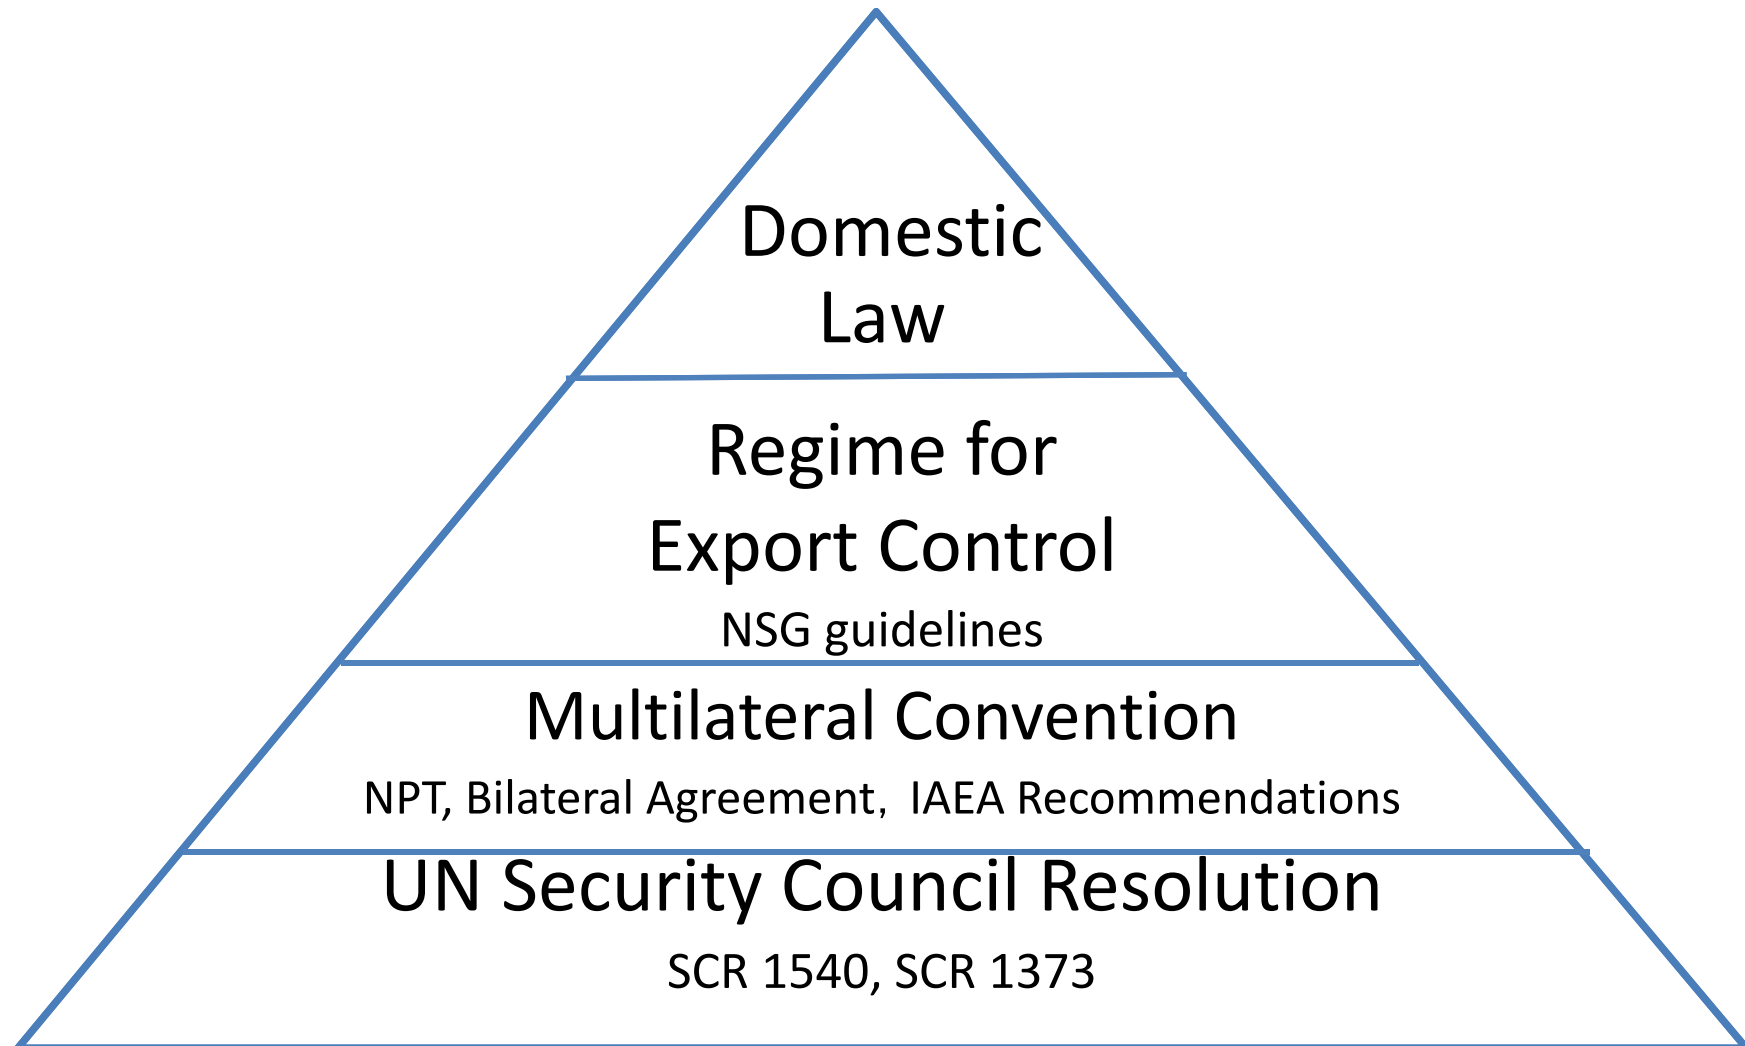 Domestic
Law
Regime for
Export Control
NSG guidelines
Multilateral Convention
NPT, Bilateral Agreement, IAEA Recommendations
UN Security Council Resolution
SCR 1540, SCR 1373